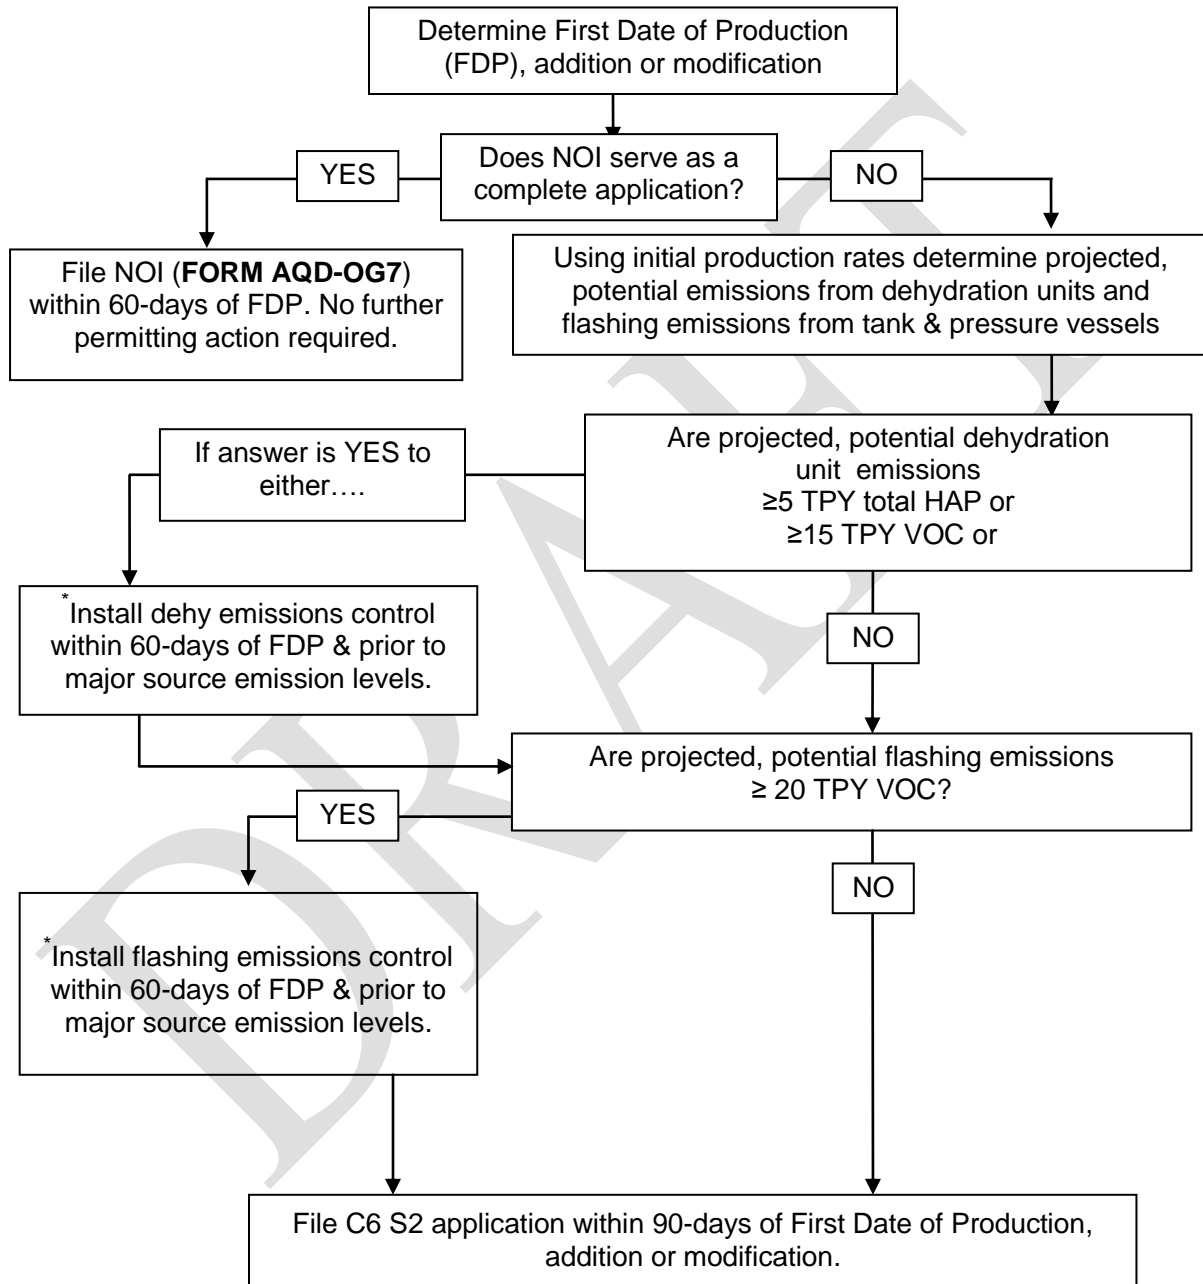 Determine First Date of Production
(FDP), addition or modification
Does NOI serve as a
complete application?
YES
NO
File NOI (FORM AQD-OG7)
within 60-days of FDP. No further
permitting action required.
Using initial production rates determine projected,
potential emissions from dehydration units and
flashing emissions from tank & pressure vessels
If answer is YES to
either….
Are projected, potential dehydration
unit  emissions
≥5 TPY total HAP or
≥15 TPY VOC or
*Install dehy emissions control
within 60-days of FDP & prior to
major source emission levels.
NO
Are projected, potential flashing emissions
≥ 20 TPY VOC?
YES
NO
*Install flashing emissions control
within 60-days of FDP & prior to
major source emission levels.
File C6 S2 application within 90-days of First Date of Production,
addition or modification.
DRAFT